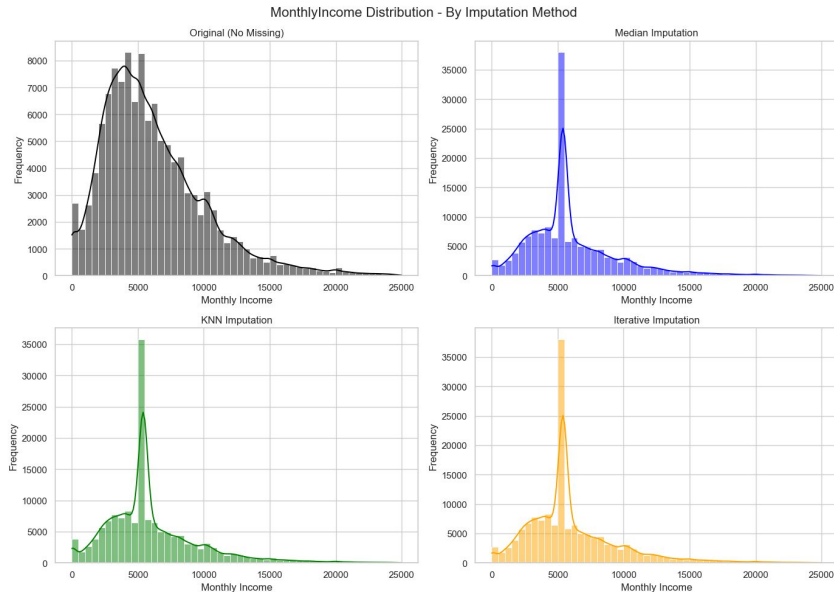 MonthlyIncome Distribution - By Imputation Method
Original (No Missing)
Frequency
8000
7000
6000
5000
4000
3000
2000
1000
0
0 5000 10000 15000 20000 25000
Monthly Income
Median Imputation
Frequency
35000
30000
25000
20000
15000
10000
5000
0
0 5000 10000 15000 20000 25000
Monthly Income
KNN Imputation
Frequency
35000
30000
25000
20000
15000
10000
5000
0
0 5000 10000 15000 20000 25000
Monthly Income
Iterative Imputation
Frequency
35000
30000
25000
20000
15000
10000
5000
0
0 5000 10000 15000 20000 25000
Monthly Income